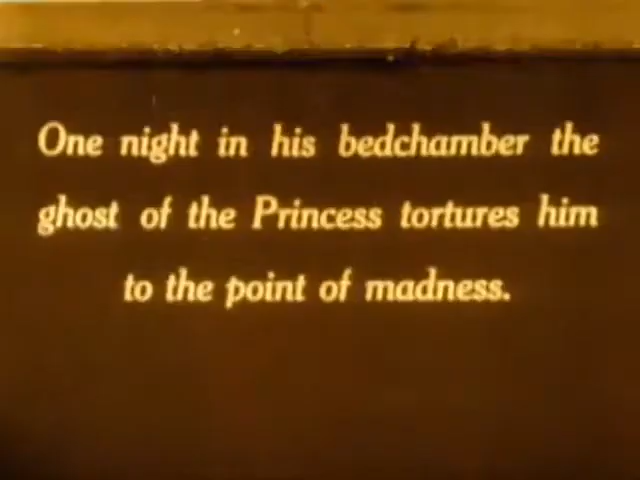 One night in his bedchamber the
ghost of the Princess tortures him
to the point of madness.